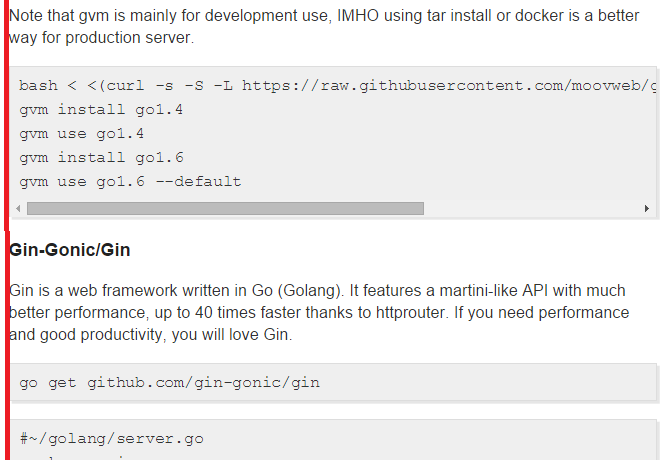 Note that gvm is mainly for development use, IMHO using tar install or docker is a better
way for production server.
bash < <(curl -s -S -L https://raw.githubusercontent.com/moovweb/g
gvm install go1.4
gvm use go1.4
gvm install go1.6
gvm use go1.6 --default
Gin-Gonic/Gin
Gin is a web framework written in Go (Golang). It features a martini-like API with much
better performance, up to 40 times faster thanks to httprouter. If you need performance
and good productivity, you will love Gin.
go get github.com/gin-gonic/gin
#~/golang/server.go